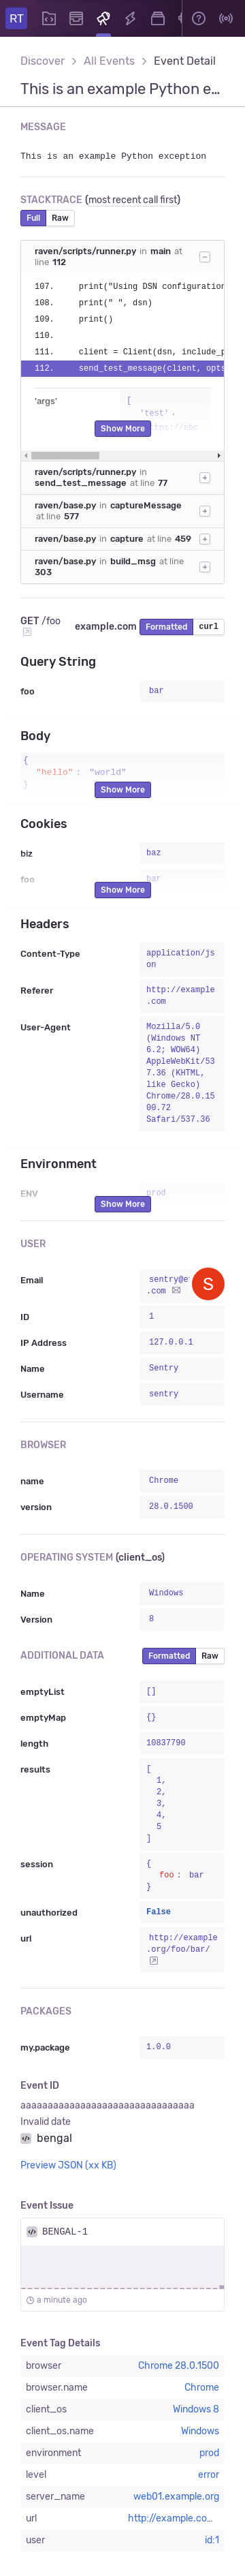 RT
Discover > All Events > Event Detail
This is an example Python e...
MESSAGE
This is an example Python exception
STACKTRACE (most recent call first)
Full Raw
raven/scripts/runner.py in main at
line 112
107. print("Using DSN configuration
108. print(" ", dsn)
109. print()
110.
111. client = Client(dsn, include_p
112. send_test_message(client, opts
'args'
[
'test',
Show More
raven/scripts/runner.py in
send_test_message at line 77
raven/base.py in captureMessage
at line 577
raven/base.py in capture at line 459
raven/base.py in build_msg at line
303
GET /foo example.com Formatted curl
Query String
foo bar
Body
{
"hello": "world"
}
Show More
Cookies
biz baz
foo bar
Show More
Headers
Content-Type application/js
on
Referer http://example
.com
User-Agent Mozilla/5.0
(Windows NT
6.2; WOW64)
AppleWebKit/53
7.36 (KHTML,
like Gecko)
Chrome/28.0.15
00.72
Safari/537.36
Environment
ENV prod
Show More
USER
Email sentry@e
.com
S
ID 1
IP Address 127.0.0.1
Name Sentry
Username sentry
BROWSER
name Chrome
version 28.0.1500
OPERATING SYSTEM (client_os)
Name Windows
Version 8
ADDITIONAL DATA Formatted Raw
emptyList []
emptyMap {}
length 10837790
results [
1,
2,
3,
4,
5
]
session {
foo: bar
}
unauthorized False
url http://example
.org/foo/bar/
PACKAGES
my.package 1.0.0
Event ID
aaaaaaaaaaaaaaaaaaaaaaaaaaaaaaaa
Invalid date
bengal
Preview JSON (xx KB)
Event Issue
BENGAL-1
a minute ago
Event Tag Details
browser Chrome 28.0.1500
browser.name Chrome
client_os Windows 8
client_os.name Windows
environment prod
level error
server_name web01.example.org
url http://example.co...
user id:1